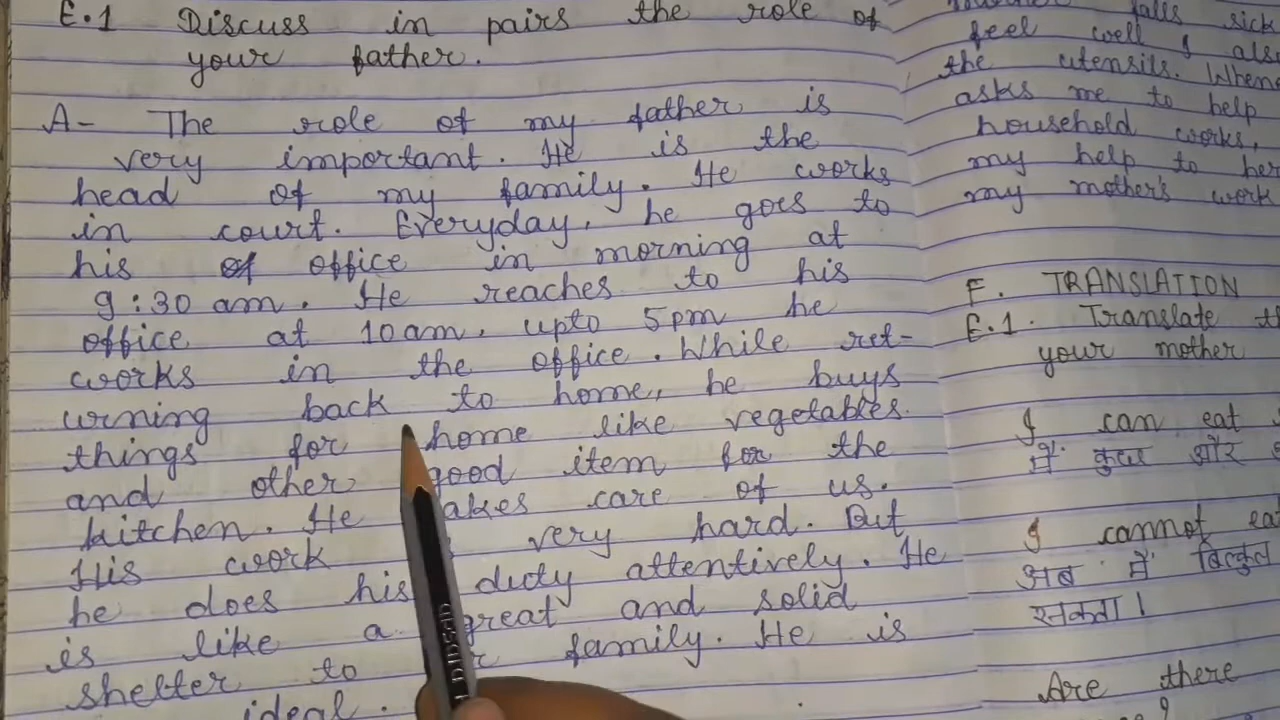 E.1 Discuss in pairs the role of
your father.
A- The role of my father is
very important. He is the
head of my family. He works
in court. Everyday, he goes to
his of office in morning at
9:30 am. He reaches to his
office at 10am. upto 5pm he
works in the office. While ret-
urning back to home, he buys
things for home like vegetables
and other good item for the
kitchen. He akes care of us.
His work very hard. But
he does his duty attentively. He
is like a great and solid
shelter to family. He is
ideal.
falls sick
feel well I also
the utensils. Whene
asks me to help
household works,
my help to her
my mother's work
F. TRANSLATION
E.1. Translate th
your mother
I can eat
मैं कुछ और
I cannot eat
अब मैं बिल्कुल
सकता।
Are there